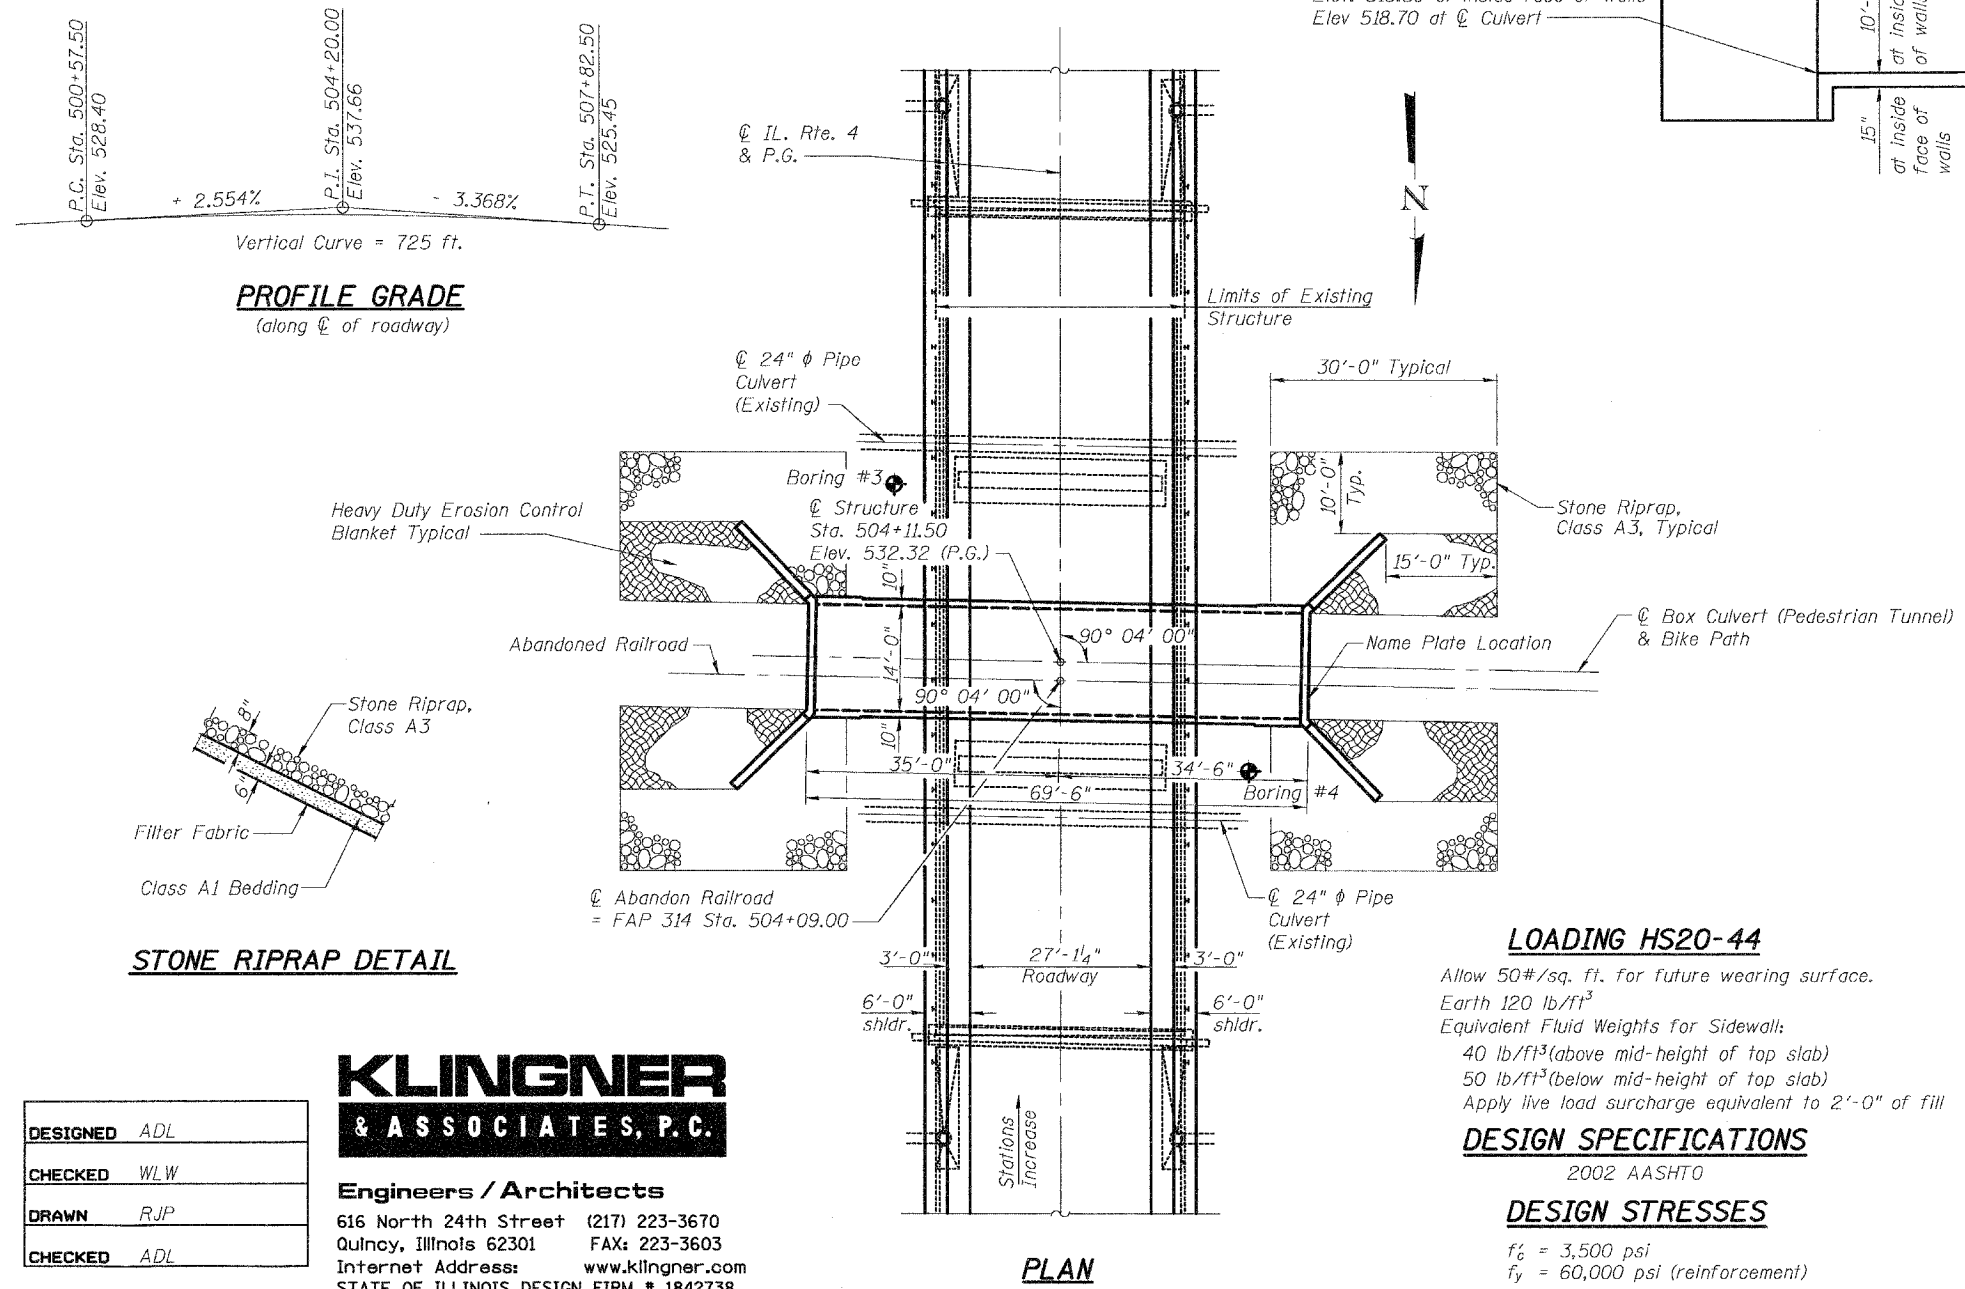 P.C. Sta. 500+57.50
Elev. 528.40
P.I. Sta. 504+20.00
Elev. 537.66
P.T. Sta. 507+82.50
Elev. 525.45
+ 2.554%
- 3.368%
Vertical Curve = 725 ft.
PROFILE GRADE
(along ℄ of roadway)
Elev 518.70 at ℄ Culvert
10'-
at inside
of walls
15"
at inside
face of
walls
℄ IL. Rte. 4
& P.G.
N
Limits of Existing
Structure
℄ 24" ϕ Pipe
Culvert
(Existing)
30'-0" Typical
Boring #3
℄ Structure
Sta. 504+11.50
Elev. 532.32 (P.G.)
Heavy Duty Erosion Control
Blanket Typical
10'-0"
Typ.
Stone Riprap,
Class A3, Typical
15'-0" Typ.
10"
14'-0"
10"
90° 04' 00"
90° 04' 00"
Abandoned Railroad
Name Plate Location
℄ Box Culvert (Pedestrian Tunnel)
& Bike Path
8"
6"
Stone Riprap,
Class A3
Filter Fabric
Class A1 Bedding
STONE RIPRAP DETAIL
35'-0"
34'-6"
69'-6"
Boring #4
℄ Abandon Railroad
= FAP 314 Sta. 504+09.00
℄ 24" ϕ Pipe
Culvert
(Existing)
3'-0"
27'-1¼"
Roadway
3'-0"
6'-0"
shldr.
6'-0"
shldr.
Stations
Increase
PLAN
LOADING HS20-44
Allow 50#/sq. ft. for future wearing surface.
Earth 120 lb/ft³
Equivalent Fluid Weights for Sidewall:
40 lb/ft³(above mid-height of top slab)
50 lb/ft³(below mid-height of top slab)
Apply live load surcharge equivalent to 2'-0" of fill
DESIGN SPECIFICATIONS
2002 AASHTO
DESIGN STRESSES
f'c = 3,500 psi
fy = 60,000 psi (reinforcement)
DESIGNED ADL
CHECKED WLW
DRAWN RJP
CHECKED ADL
KLINGNER
& ASSOCIATES, P.C.
Engineers / Architects
616 North 24th Street (217) 223-3670
Quincy, Illinois 62301 FAX: 223-3603
Internet Address: www.klingner.com
STATE OF ILLINOIS DESIGN FIRM # 1842738